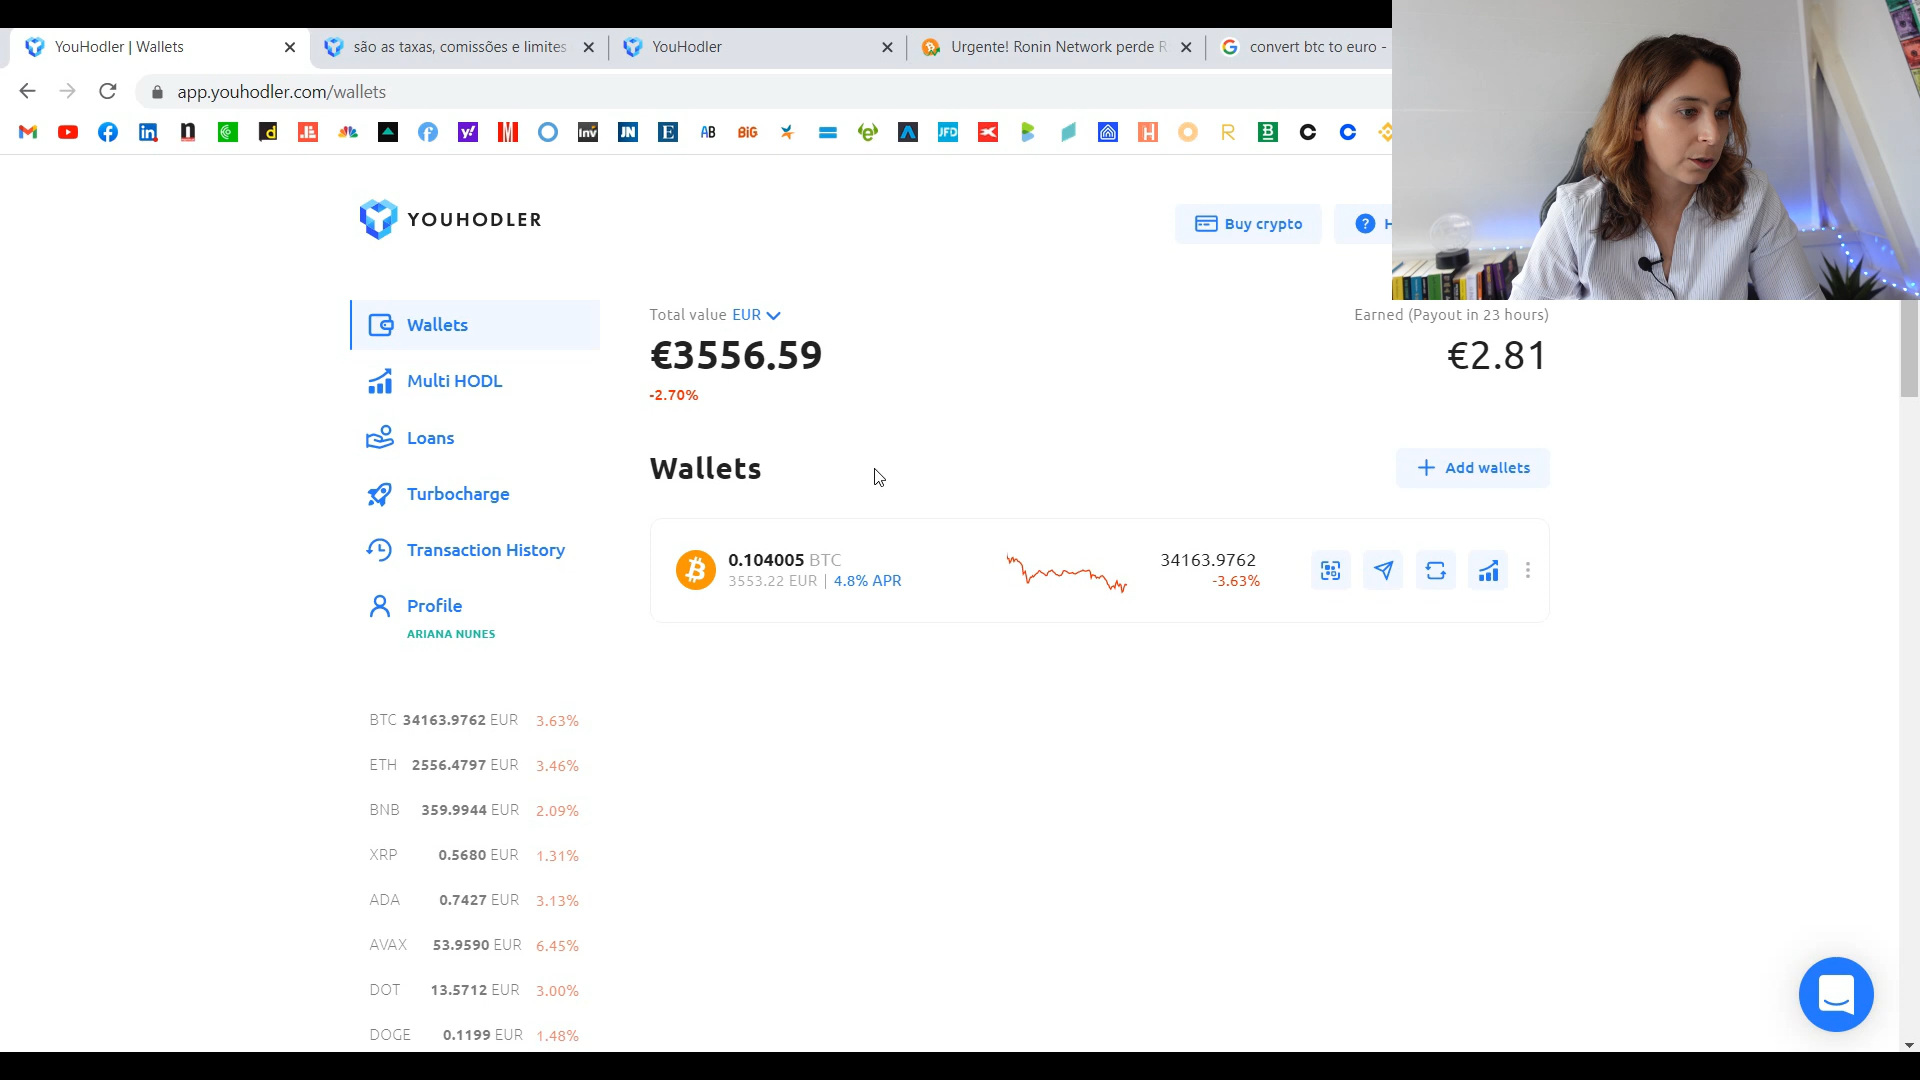 YouHodler | Wallets
são as taxas, comissões e limites
YouHodler
Urgente! Ronin Network perde R
convert btc to euro -
app.youhodler.com/wallets
YOUHODLER
Buy crypto
? H
Wallets
Multi HODL
Loans
Turbocharge
Transaction History
Profile
ARIANA NUNES
Total value EUR
€3556.59
-2.70%
Earned (Payout in 23 hours)
€2.81
Wallets
+ Add wallets
0.104005 BTC
3553.22 EUR | 4.8% APR
34163.9762
-3.63%
BTC 34163.9762 EUR 3.63%
ETH 2556.4797 EUR 3.46%
BNB 359.9944 EUR 2.09%
XRP 0.5680 EUR 1.31%
ADA 0.7427 EUR 3.13%
AVAX 53.9590 EUR 6.45%
DOT 13.5712 EUR 3.00%
DOGE 0.1199 EUR 1.48%